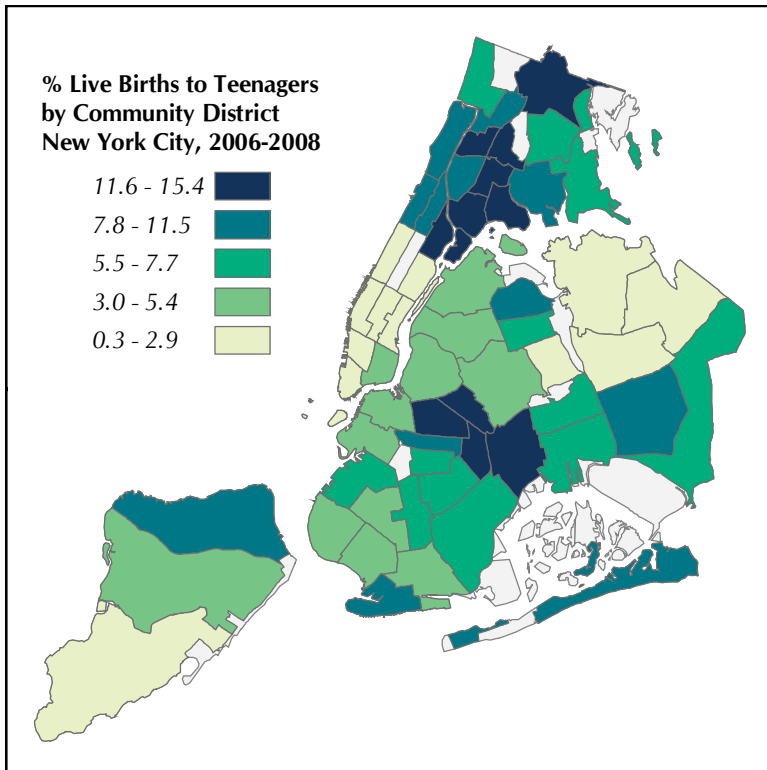 % Live Births to Teenagers
by Community District
New York City, 2006-2008
11.6 - 15.4
7.8 - 11.5
5.5 - 7.7
3.0 - 5.4
0.3 - 2.9